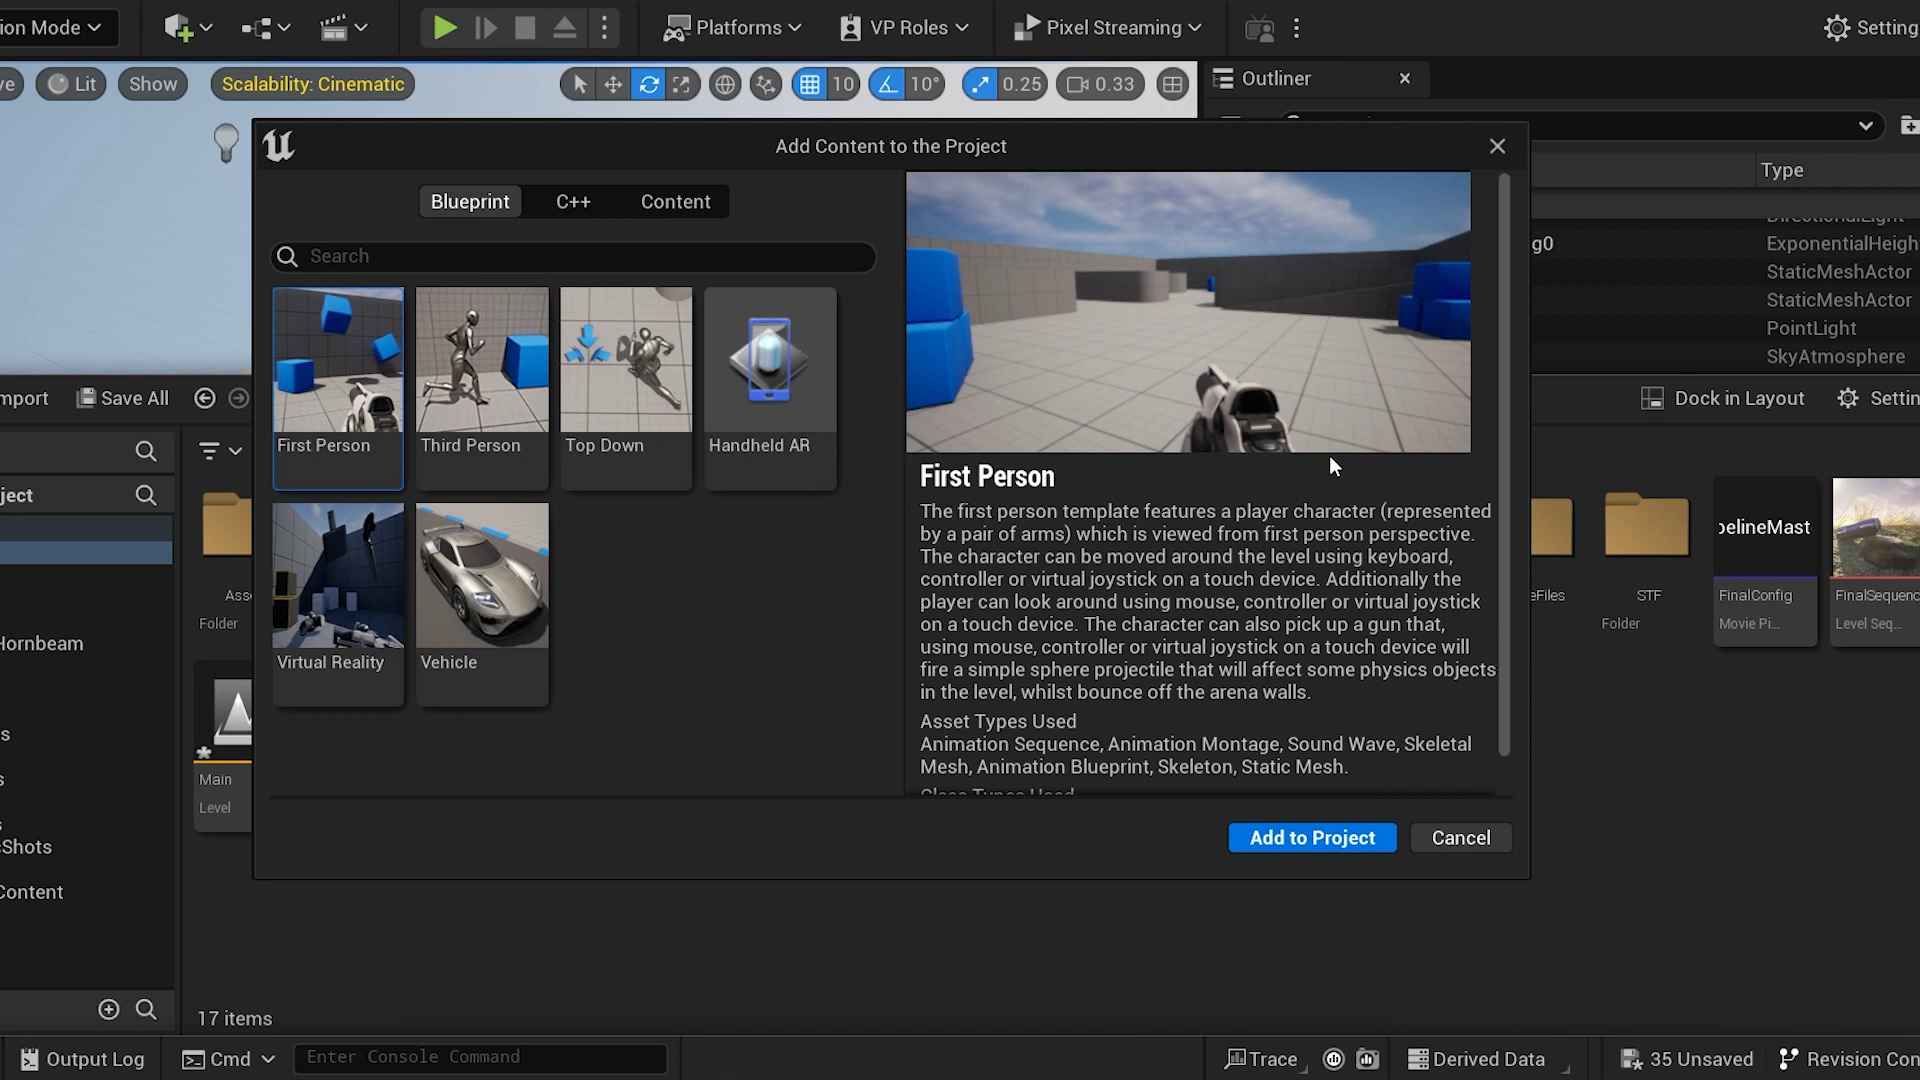 ion Mode
Platforms
VP Roles
Pixel Streaming
Setting
ve
Lit
Show
Scalability: Cinematic
10
10°
0.25
0.33
Outliner
Add Content to the Project
Type
Blueprint
C++
Content
Search
DirectionalLight
g0
ExponentialHeigh
StaticMeshActor
StaticMeshActor
PointLight
SkyAtmosphere
mport
Save All
Dock in Layout
Settin
First Person
Third Person
Top Down
Handheld AR
Virtual Reality
Vehicle
First Person
The first person template features a player character (represented
by a pair of arms) which is viewed from first person perspective.
The character can be moved around the level using keyboard,
controller or virtual joystick on a touch device. Additionally the
player can look around using mouse, controller or virtual joystick
on a touch device. The character can also pick up a gun that,
using mouse, controller or virtual joystick on a touch device will
fire a simple sphere projectile that will affect some physics objects
in the level, whilst bounce off the arena walls.
Asset Types Used
Animation Sequence, Animation Montage, Sound Wave, Skeletal
Mesh, Animation Blueprint, Skeleton, Static Mesh.
Class Types Used
Add to Project
Cancel
ject
Hornbeam
s
s
s
cShots
Content
Asse
Folder
Main
Level
eFiles
STF
Folder
pelineMast
FinalConfig
Movie Pi...
FinalSequenc
Level Seq...
17 items
Output Log
Cmd
Enter Console Command
Trace
Derived Data
35 Unsaved
Revision Con